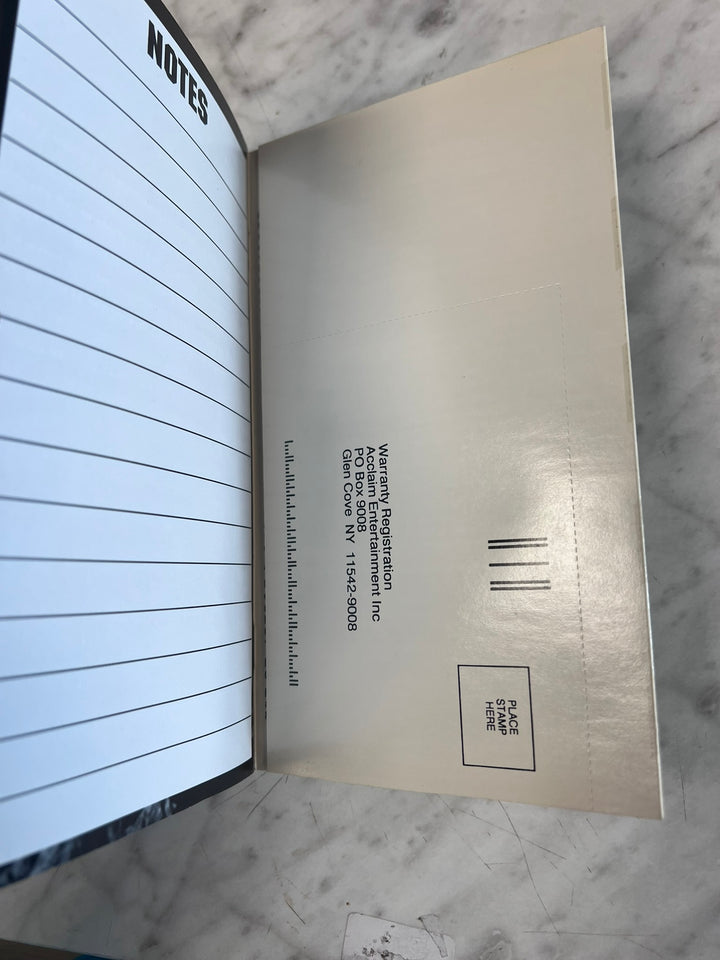 NOTES
PLACE
STAMP
HERE
Warranty Registration
Acclaim Entertainment Inc
PO Box 9008
Glen Cove NY 11542-9008